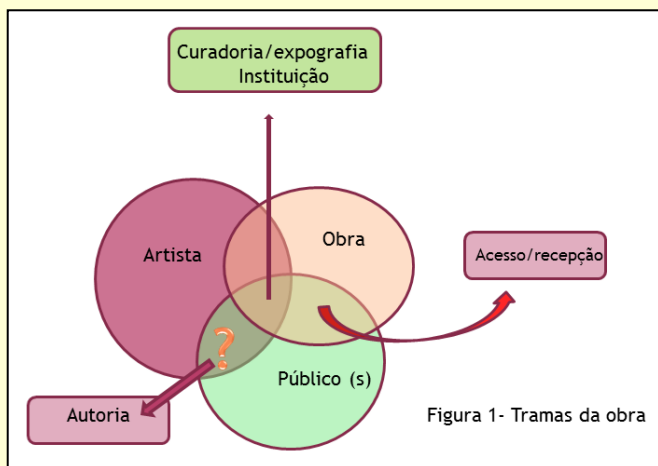 Curadoria/expografia
Instituição
Artista
Obra
Acesso/recepção
?
Público (s)
Autoria
Figura 1- Tramas da obra